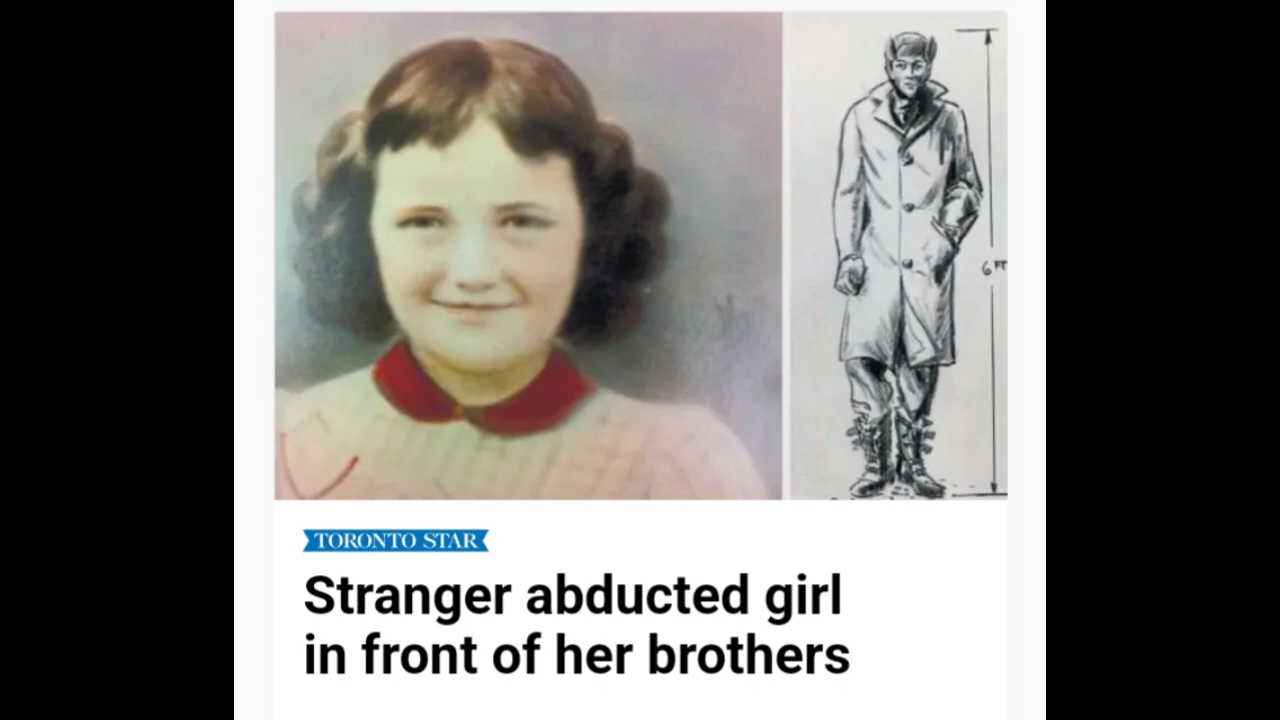 6 FT
TORONTO STAR
Stranger abducted girl
in front of her brothers